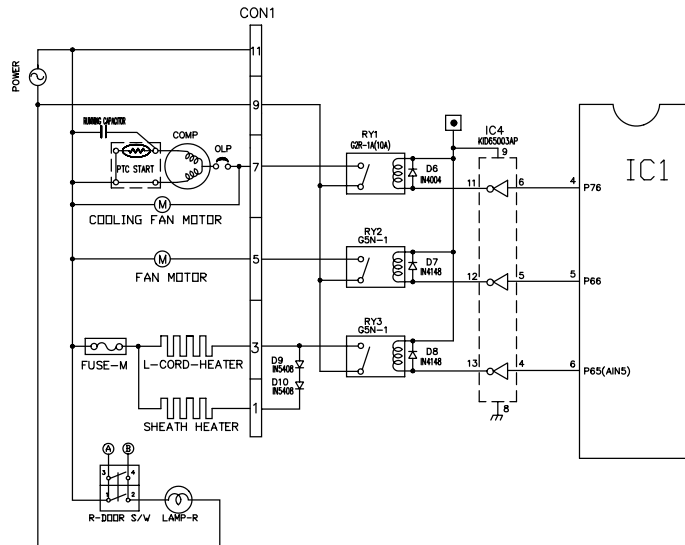 CON1
POWER
11
9
RUNNING CAPACITOR
COMP
OLP
PTC START
7
RY1
G2R-1A(10A)
D6
IN4004
IC4
KID65003AP
9
IC1
11
6
4
P76
M
COOLING FAN MOTOR
RY2
G5N-1
M
5
D7
IN4148
12
5
5
P66
FAN MOTOR
RY3
G5N-1
3
D9
IN5408
D8
IN4148
13
4
6
P65(AIN5)
FUSE-M
L-CORD-HEATER
D10
IN5408
1
8
SHEATH HEATER
A
B
3
4
1
2
R-DOOR S/W
LAMP-R